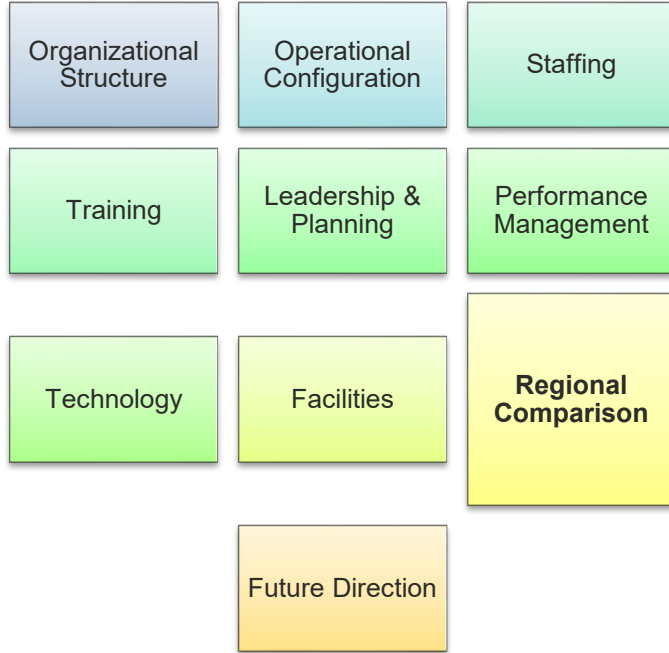 Organizational
Structure
Operational
Configuration
Staffing
Training
Leadership &
Planning
Performance
Management
Technology
Facilities
Regional
Comparison
Future Direction